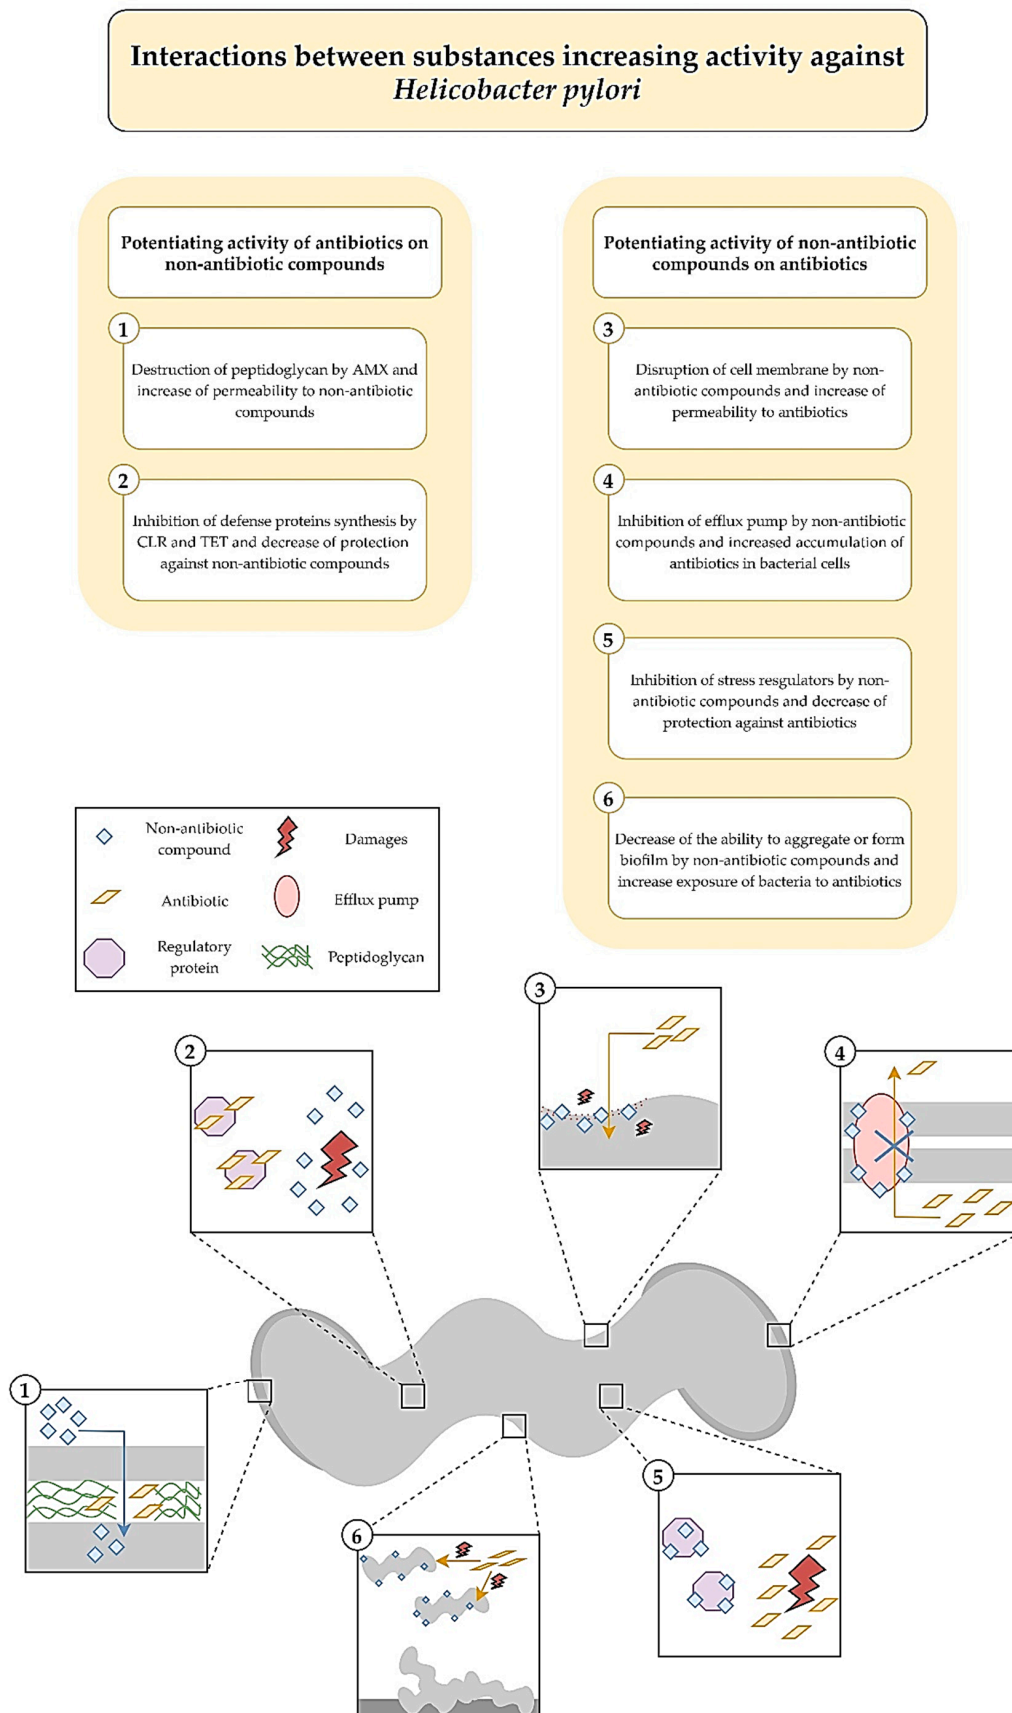 Interactions between substances increasing activity against
Helicobacter pylori
Potentiating activity of antibiotics on
non-antibiotic compounds
1
Destruction of peptidoglycan by AMX and
increase of permeability to non-antibiotic
compounds
2
Inhibition of defense proteins synthesis by
CLR and TET and decrease of protection
against non-antibiotic compounds
Potentiating activity of non-antibiotic
compounds on antibiotics
3
Disruption of cell membrane by non-
antibiotic compounds and increase of
permeability to antibiotics
4
Inhibition of efflux pump by non-antibiotic
compounds and increased accumulation of
antibiotics in bacterial cells
5
Inhibition of stress resgulators by non-
antibiotic compounds and decrease of
protection against antibiotics
6
Decrease of the ability to aggregate or form
biofilm by non-antibiotic compounds and
increase exposure of bacteria to antibiotics
Non-antibiotic
compound
Damages
Antibiotic
Efflux pump
Regulatory
protein
Peptidoglycan
3
2
4
1
5
6